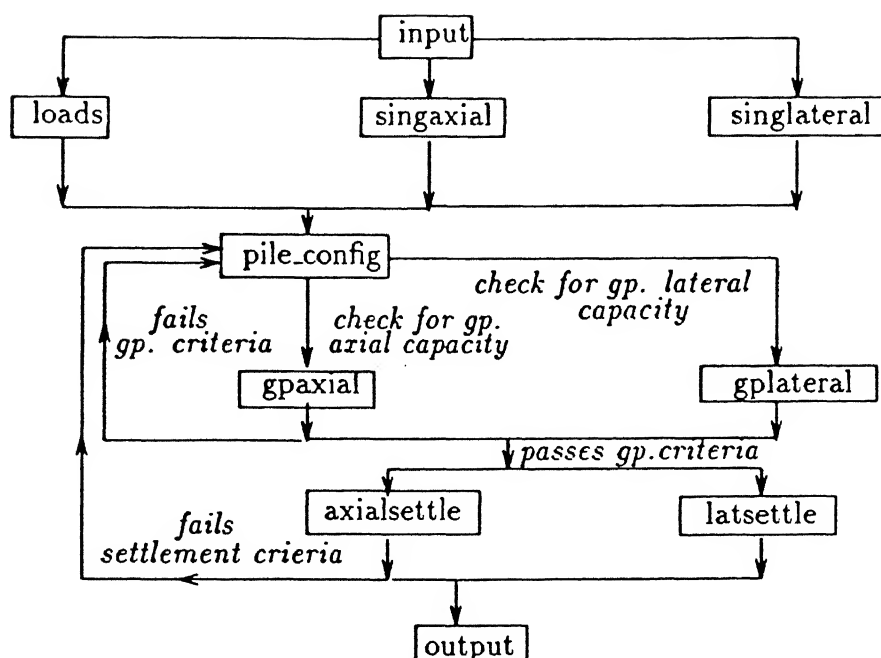 input
loads
singaxial
singlateral
pile_config
check for gp. lateral
capacity
fails
gp. criteria
check for gp.
axial capacity
gpaxial
gplateral
passes gp.criteria
axialsettle
latsettle
fails
settlement crieria
output